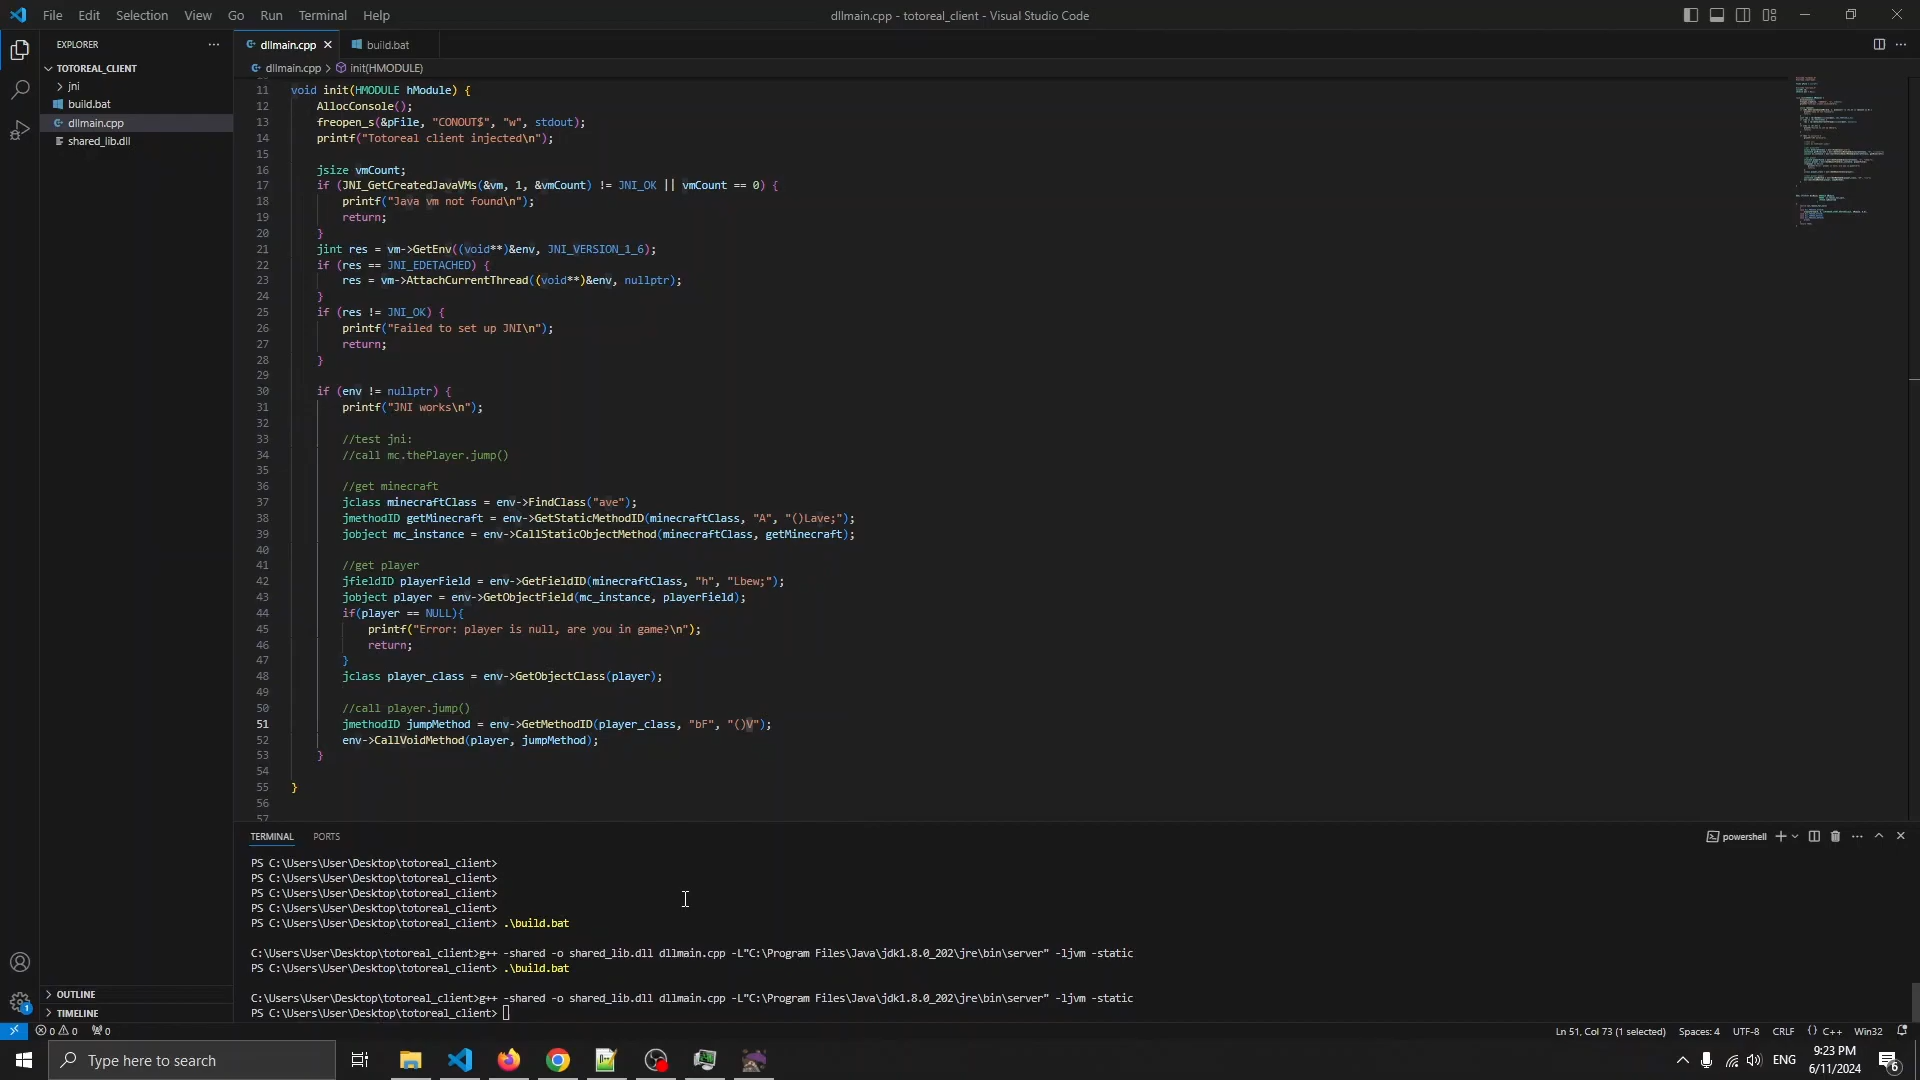 File Edit Selection View Go Run Terminal Help
dllmain.cpp - totoreal_client - Visual Studio Code
EXPLORER
TOTOREAL_CLIENT
jni
build.bat
dllmain.cpp
shared_lib.dll
OUTLINE
TIMELINE
dllmain.cpp build.bat
dllmain.cpp > init(HMODULE)
11 void init(HMODULE hModule) {
12 AllocConsole();
13 freopen_s(&pFile, "CONOUT$", "w", stdout);
14 printf("Totoreal client injected\n");
15
16 jsize vmCount;
17 if (JNI_GetCreatedJavaVMs(&vm, 1, &vmCount) != JNI_OK || vmCount == 0) {
18 printf("Java vm not found\n");
19 return;
20 }
21 jint res = vm->GetEnv((void**)&env, JNI_VERSION_1_6);
22 if (res == JNI_EDETACHED) {
23 res = vm->AttachCurrentThread((void**)&env, nullptr);
24 }
25 if (res != JNI_OK) {
26 printf("Failed to set up JNI\n");
27 return;
28 }
29
30 if (env != nullptr) {
31 printf("JNI works\n");
32
33 //test jni:
34 //call mc.thePlayer.jump()
35
36 //get minecraft
37 jclass minecraftClass = env->FindClass("ave");
38 jmethodID getMinecraft = env->GetStaticMethodID(minecraftClass, "A", "()Lave;");
39 jobject mc_instance = env->CallStaticObjectMethod(minecraftClass, getMinecraft);
40
41 //get player
42 jfieldID playerField = env->GetFieldID(minecraftClass, "h", "Lbew;");
43 jobject player = env->GetObjectField(mc_instance, playerField);
44 if(player == NULL){
45 printf("Error: player is null, are you in game?\n");
46 return;
47 }
48 jclass player_class = env->GetObjectClass(player);
49
50 //call player.jump()
51 jmethodID jumpMethod = env->GetMethodID(player_class, "bF", "()V");
52 env->CallVoidMethod(player, jumpMethod);
53 }
54
55 }
56
57
TERMINAL PORTS
powershell
PS C:\Users\User\Desktop\totoreal_client>
PS C:\Users\User\Desktop\totoreal_client>
PS C:\Users\User\Desktop\totoreal_client>
PS C:\Users\User\Desktop\totoreal_client>
PS C:\Users\User\Desktop\totoreal_client> .\build.bat
C:\Users\User\Desktop\totoreal_client>g++ -shared -o shared_lib.dll dllmain.cpp -L"C:\Program Files\Java\jdk1.8.0_202\jre\bin\server" -ljvm -static
PS C:\Users\User\Desktop\totoreal_client> .\build.bat
C:\Users\User\Desktop\totoreal_client>g++ -shared -o shared_lib.dll dllmain.cpp -L"C:\Program Files\Java\jdk1.8.0_202\jre\bin\server" -ljvm -static
PS C:\Users\User\Desktop\totoreal_client>
1
0 0 0
Ln 51, Col 73 (1 selected) Spaces: 4 UTF-8 CRLF {} C++ Win32
Type here to search
ENG
9:23 PM
6/11/2024
6